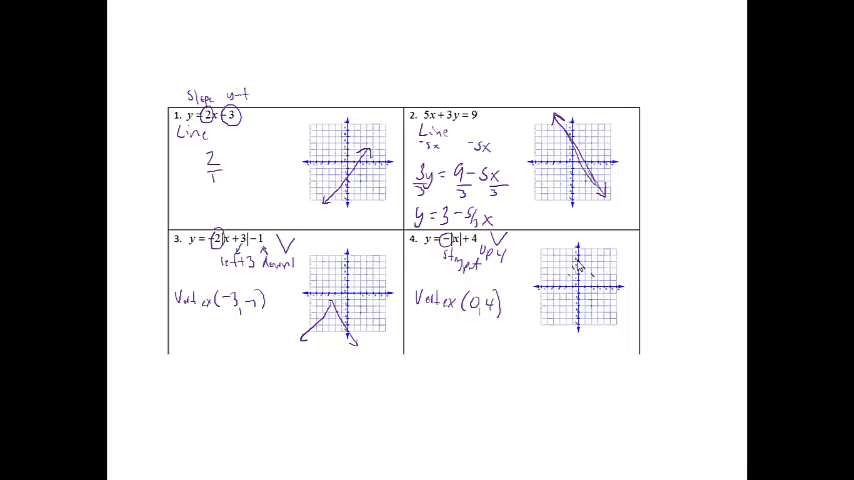 slope y-int
1. y = 2x - 3
Line
2
1
2. 5x + 3y = 9
Line
-5x -5x
3y = 9 - 5x
3 3 3
y = 3 - 5/3 x
3. y = -2|x + 3| - 1
left 3 down 1
Vertex (-3, -1)
4. y = -|x| + 4
up 4
Vertex (0, 4)